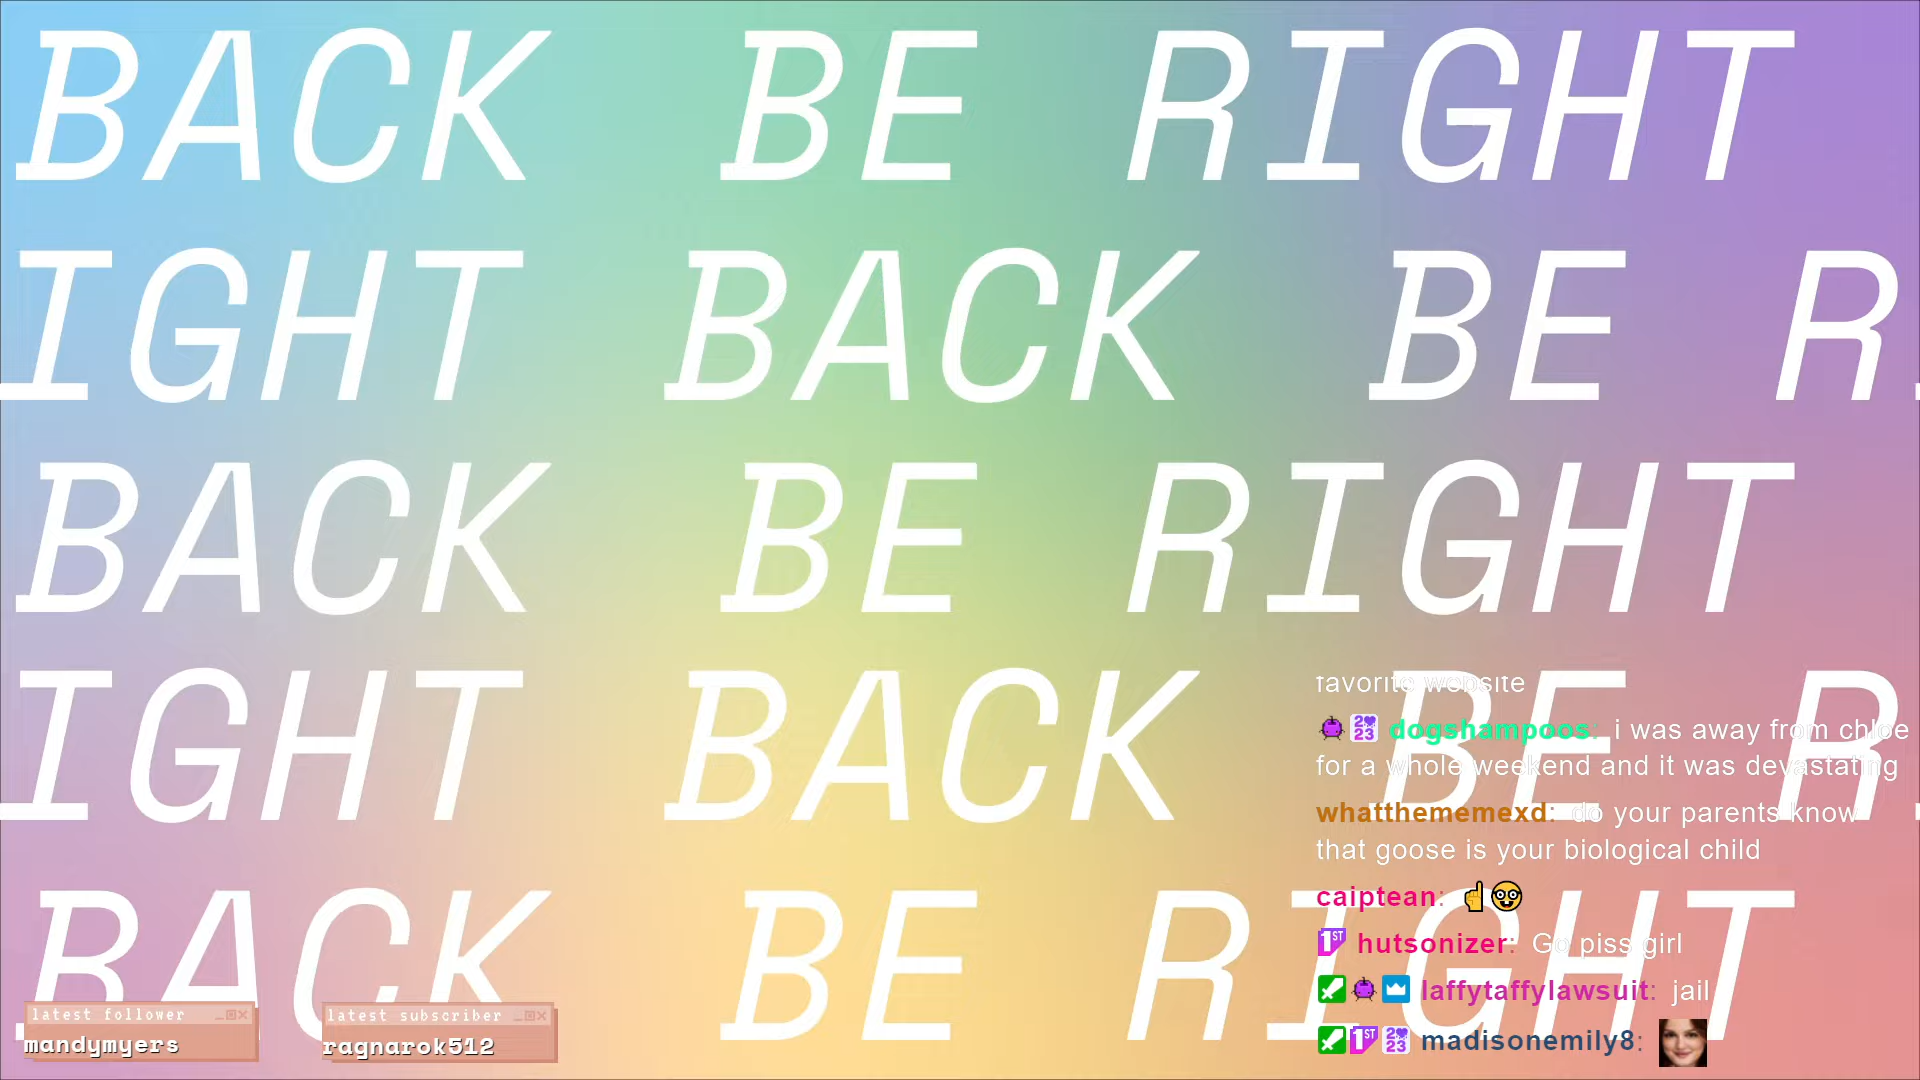 BACK BE RIGHT
IGHT BACK BE R
BACK BE RIGHT
IGHT BACK BE R
BACK BE RIGHT
favorite website
dogshampoos: i was away from chloe
for a whole weekend and it was devastating
whatthememexd: do your parents know
that goose is your biological child
caiptean: ☝🤓
1ST hutsonizer: Go piss girl
laffytaffylawsuit: jail
1ST madisonemily8:
latest follower
mandymyers
latest subscriber
ragnarok512